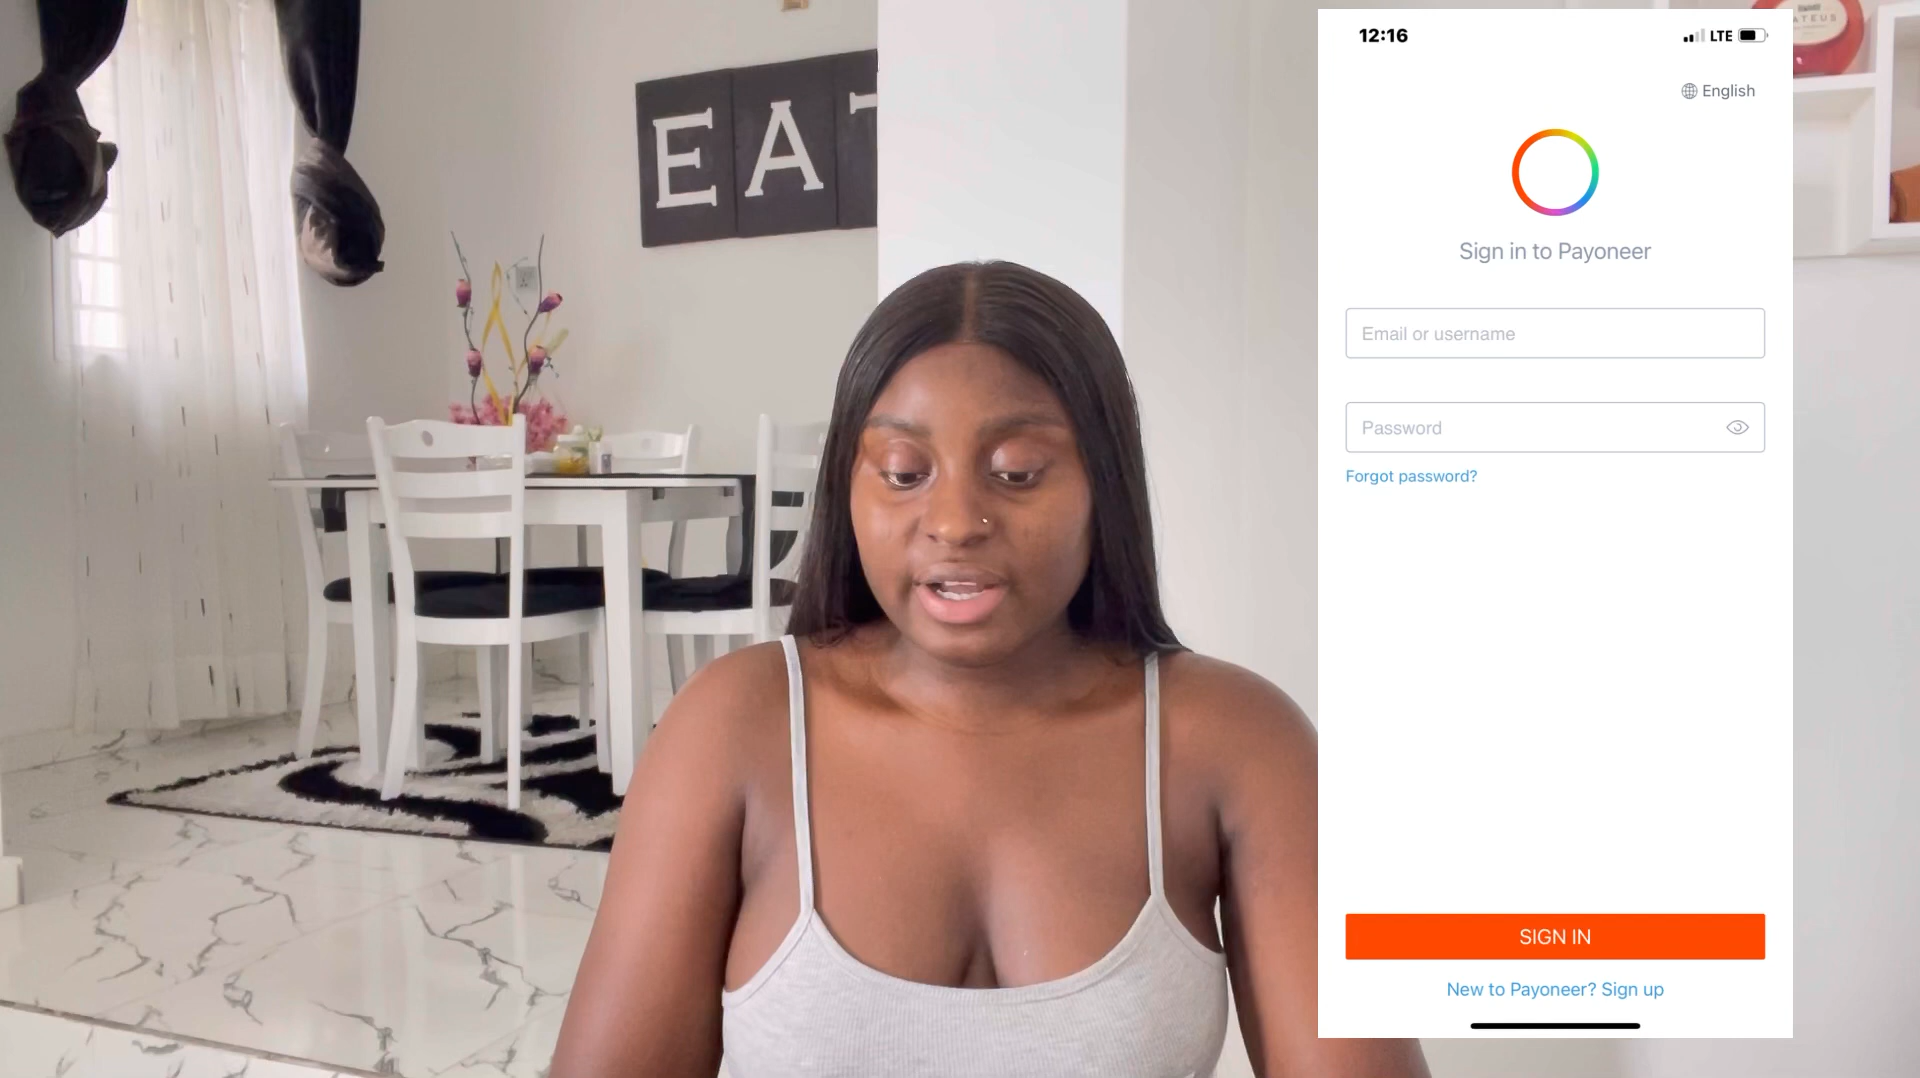 EAT
12:16
LTE
English
Sign in to Payoneer
Email or username
Password
Forgot password?
SIGN IN
New to Payoneer? Sign up